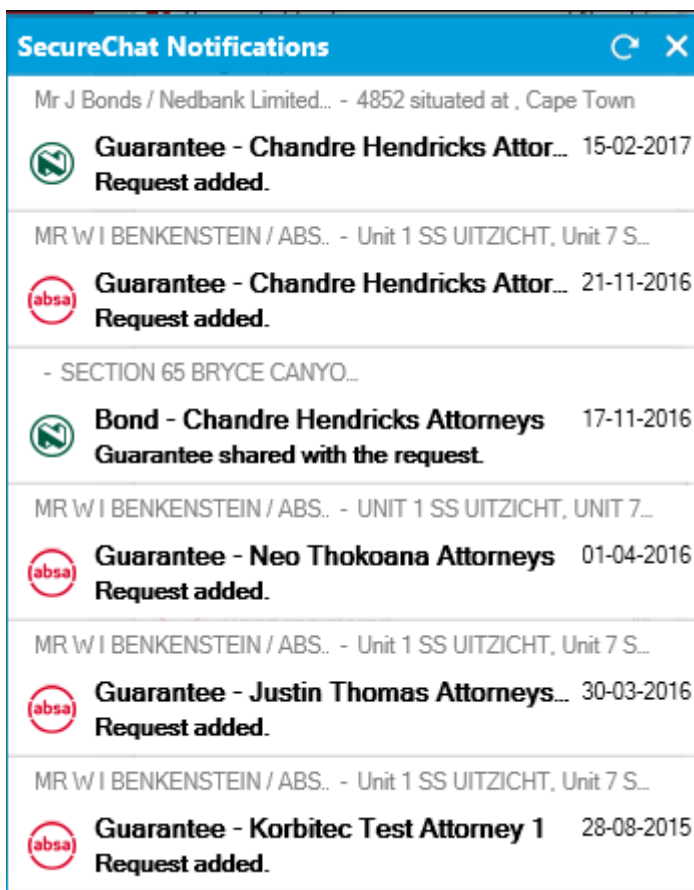 SecureChat Notifications
Mr J Bonds / Nedbank Limited... - 4852 situated at , Cape Town
Guarantee - Chandre Hendricks Attor... 15-02-2017
Request added.
MR W I BENKENSTEIN / ABS.. - Unit 1 SS UITZICHT, Unit 7 S...
(absa) Guarantee - Chandre Hendricks Attor... 21-11-2016
Request added.
- SECTION 65 BRYCE CANYO...
Bond - Chandre Hendricks Attorneys 17-11-2016
Guarantee shared with the request.
MR W I BENKENSTEIN / ABS.. - UNIT 1 SS UITZICHT, UNIT 7...
(absa) Guarantee - Neo Thokoana Attorneys 01-04-2016
Request added.
MR W I BENKENSTEIN / ABS.. - Unit 1 SS UITZICHT, Unit 7 S...
(absa) Guarantee - Justin Thomas Attorneys... 30-03-2016
Request added.
MR W I BENKENSTEIN / ABS.. - Unit 1 SS UITZICHT, Unit 7 S...
(absa) Guarantee - Korbitec Test Attorney 1 28-08-2015
Request added.